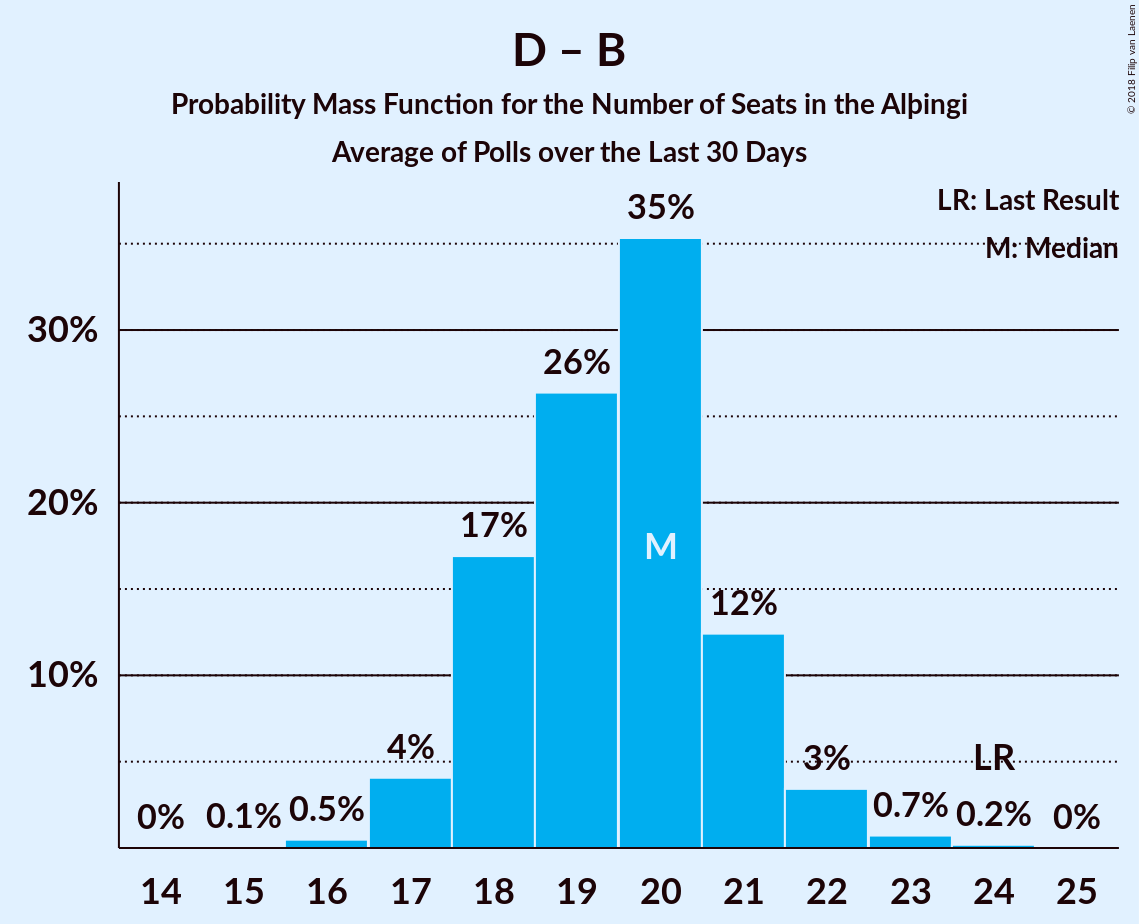 D – B
Probability Mass Function for the Number of Seats in the Alþingi
Average of Polls over the Last 30 Days
© 2018 Filip van Laenen
LR: Last Result
M: Median
30%
20%
10%
0%
0.1%
0.5%
4%
17%
26%
35%
M
12%
3%
0.7%
LR
0.2%
0%
14 15 16 17 18 19 20 21 22 23 24 25